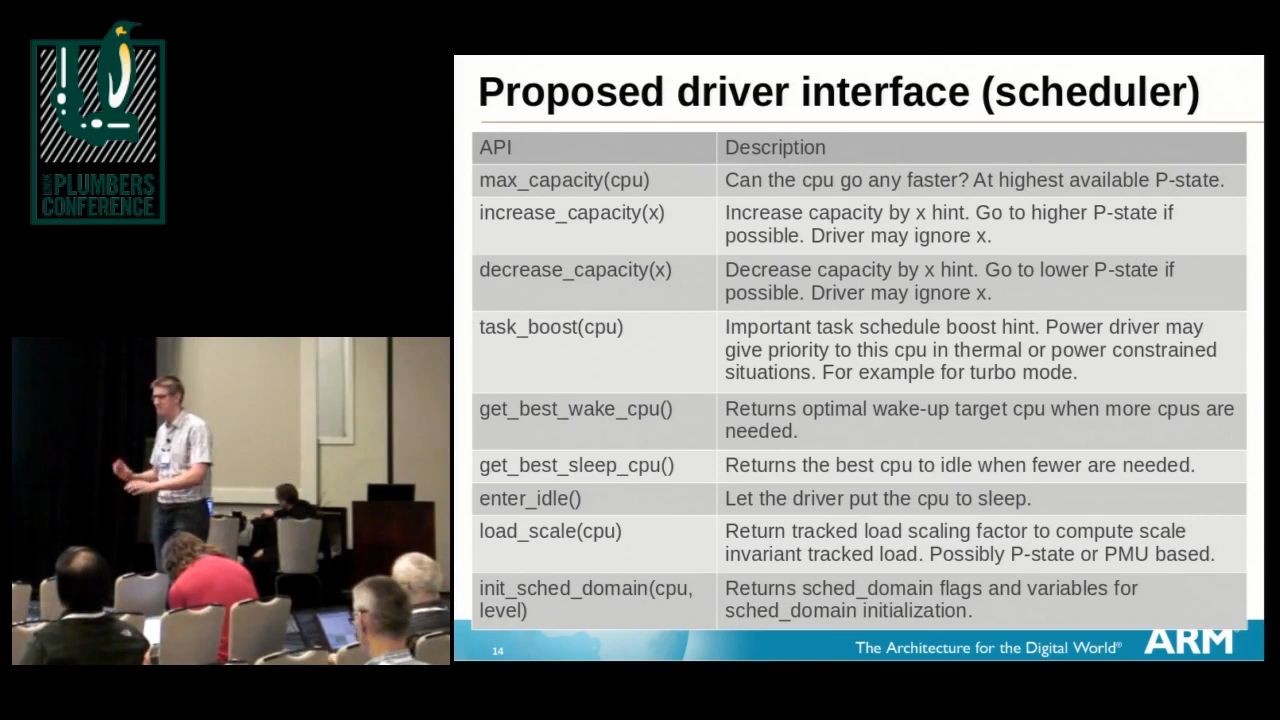 LINUX
PLUMBERS
CONFERENCE
Proposed driver interface (scheduler)
API Description
max_capacity(cpu) Can the cpu go any faster? At highest available P-state.
increase_capacity(x) Increase capacity by x hint. Go to higher P-state if
possible. Driver may ignore x.
decrease_capacity(x) Decrease capacity by x hint. Go to lower P-state if
possible. Driver may ignore x.
task_boost(cpu) Important task schedule boost hint. Power driver may
give priority to this cpu in thermal or power constrained
situations. For example for turbo mode.
get_best_wake_cpu() Returns optimal wake-up target cpu when more cpus are
needed.
get_best_sleep_cpu() Returns the best cpu to idle when fewer are needed.
enter_idle() Let the driver put the cpu to sleep.
load_scale(cpu) Return tracked load scaling factor to compute scale
invariant tracked load. Possibly P-state or PMU based.
init_sched_domain(cpu, Returns sched_domain flags and variables for
level) sched_domain initialization.
14 The Architecture for the Digital World® ARM®